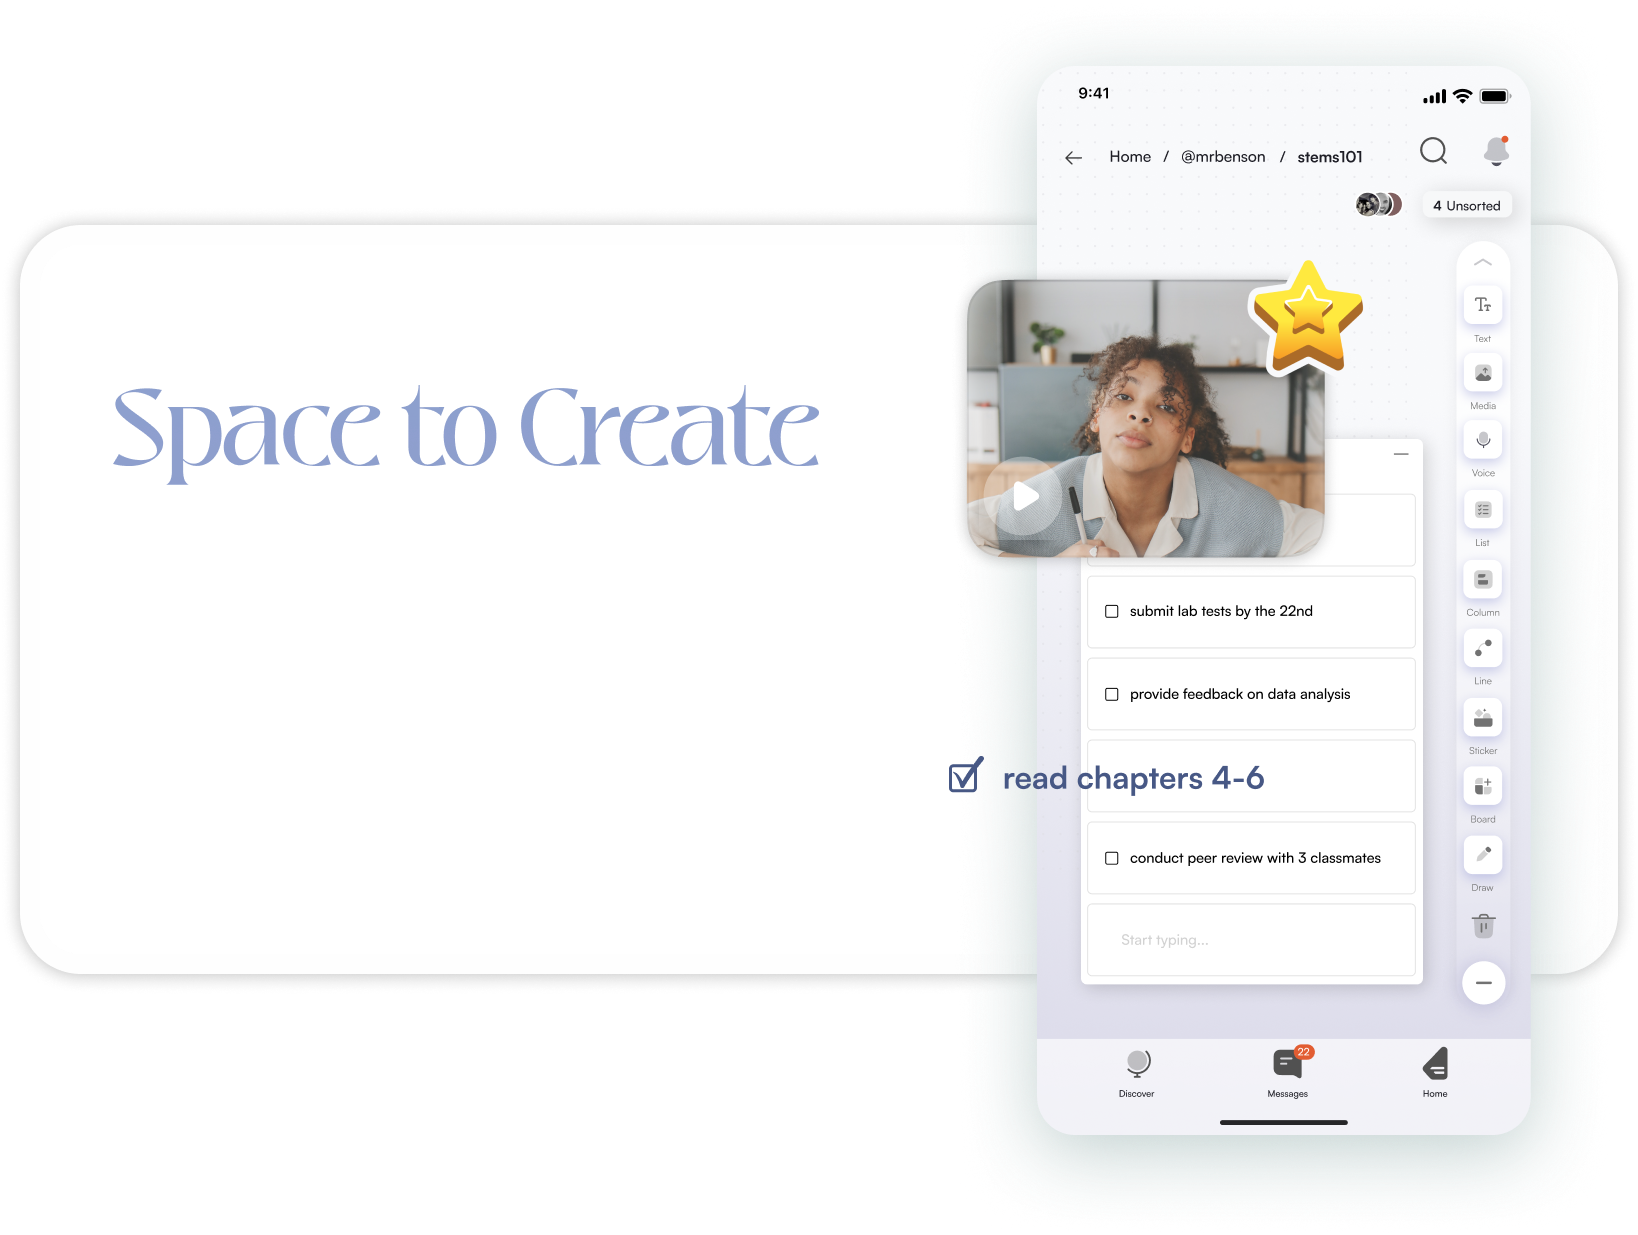 9:41
Home / @mrbenson / stems101
4 Unsorted
Space to Create
Text
Media
Voice
List
Column
Line
Sticker
Board
Draw
submit lab tests by the 22nd
provide feedback on data analysis
read chapters 4-6
conduct peer review with 3 classmates
Start typing...
22
Discover
Messages
Home